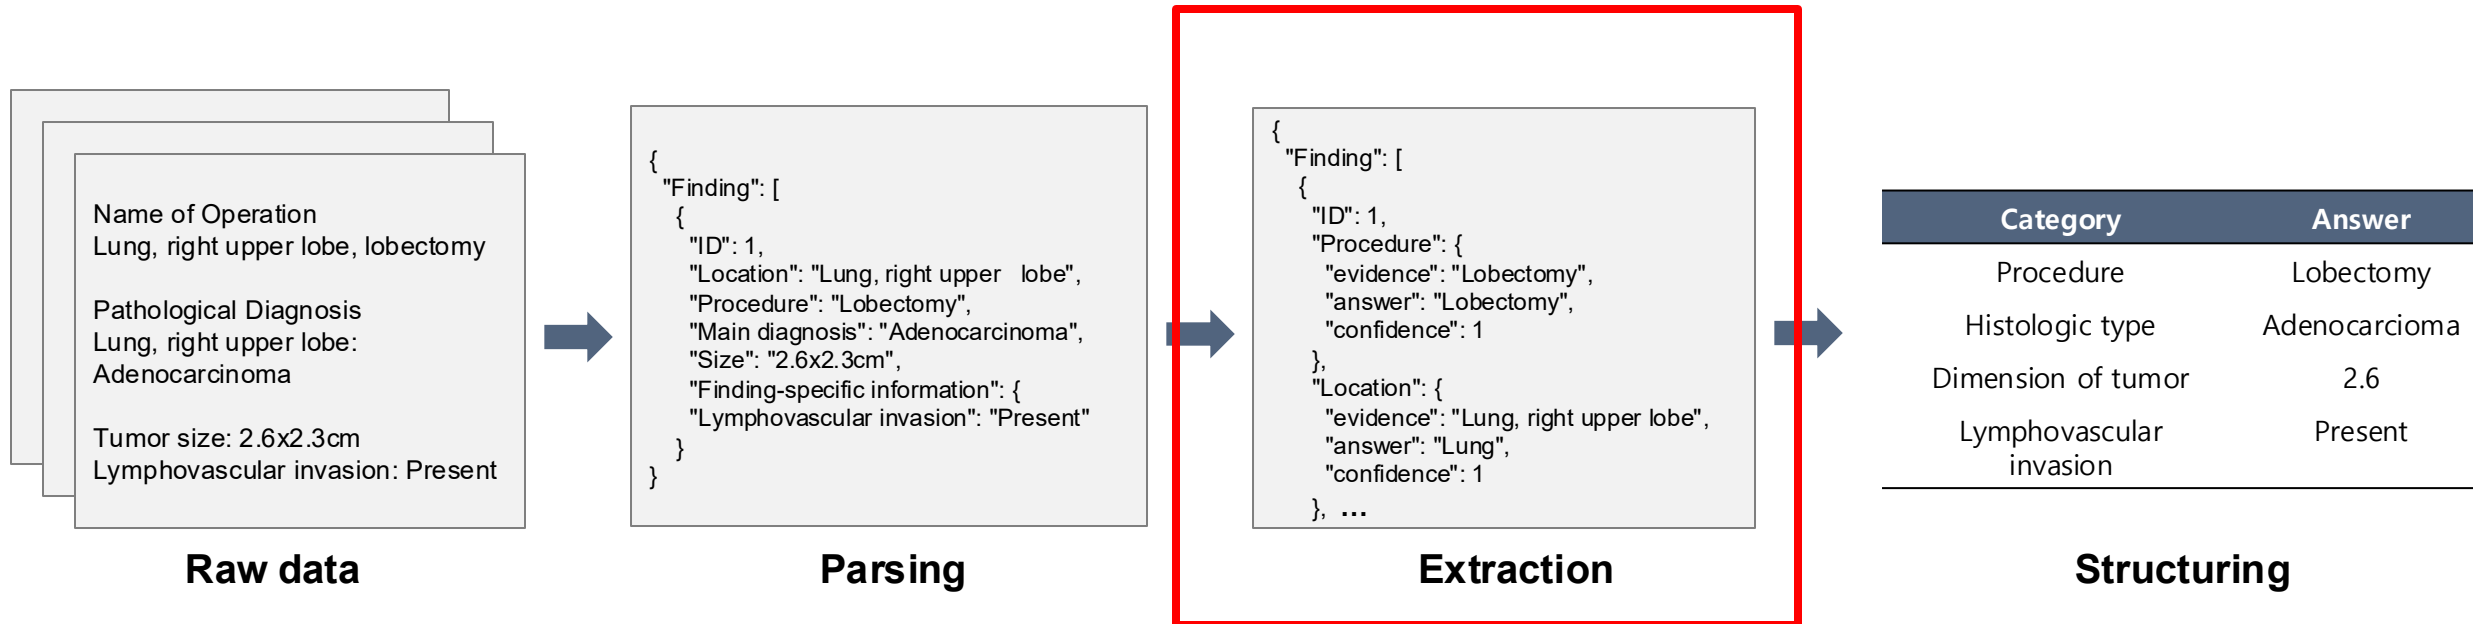 Name of Operation
Lung, right upper lobe, lobectomy
Pathological Diagnosis
Lung, right upper lobe:
Adenocarcinoma
Tumor size: 2.6x2.3cm
Lymphovascular invasion: Present
Raw data
{
"Finding": [
{
"ID": 1,
"Location": "Lung, right upper lobe",
"Procedure": "Lobectomy",
"Main diagnosis": "Adenocarcinoma",
"Size": "2.6x2.3cm",
"Finding-specific information": {
"Lymphovascular invasion": "Present"
}
}
Parsing
{
"Finding": [
{
"ID": 1,
"Procedure": {
"evidence": "Lobectomy",
"answer": "Lobectomy",
"confidence": 1
},
"Location": {
"evidence": "Lung, right upper lobe",
"answer": "Lung",
"confidence": 1
}, ...
Extraction
Category Answer
Procedure Lobectomy
Histologic type Adenocarcioma
Dimension of tumor 2.6
Lymphovascular Present
invasion
Structuring